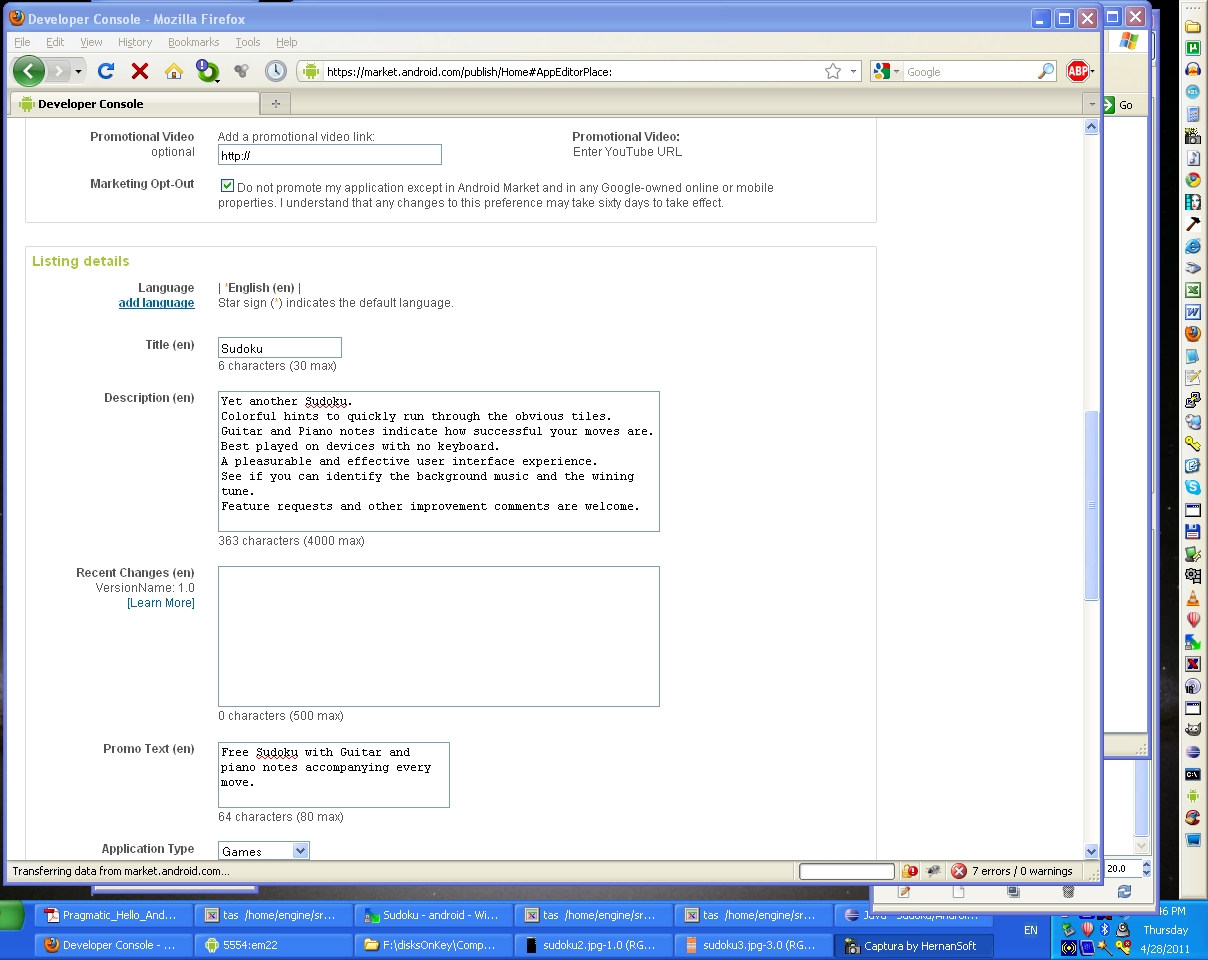 Developer Console - Mozilla Firefox
File Edit View History Bookmarks Tools Help
https://market.android.com/publish/Home#AppEditorPlace:
Google
ABP
Developer Console
Go
Promotional Video
optional
Add a promotional video link:
http://
Promotional Video:
Enter YouTube URL
Marketing Opt-Out
Do not promote my application except in Android Market and in any Google-owned online or mobile
properties. I understand that any changes to this preference may take sixty days to take effect.
Listing details
Language
add language
| *English (en) |
Star sign (*) indicates the default language.
Title (en)
Sudoku
6 characters (30 max)
Description (en)
Yet another Sudoku.
Colorful hints to quickly run through the obvious tiles.
Guitar and Piano notes indicate how successful your moves are.
Best played on devices with no keyboard.
A pleasurable and effective user interface experience.
See if you can identify the background music and the wining
tune.
Feature requests and other improvement comments are welcome.
363 characters (4000 max)
Recent Changes (en)
VersionName: 1.0
[Learn More]
0 characters (500 max)
Promo Text (en)
Free Sudoku with Guitar and
piano notes accompanying every
move.
64 characters (80 max)
Application Type
Games
Transferring data from market.android.com...
7 errors / 0 warnings
20.0
Pragmatic_Hello_And...
tas /home/engine/sr...
Sudoku - android - Wi...
tas /home/engine/sr...
tas /home/engine/sr...
Java - Sudoku/Androi...
Developer Console - ...
5554:em22
F:\disksOnKey\Comp...
sudoku2.jpg-1.0 (RG...
sudoku3.jpg-3.0 (RG...
Captura by HernanSoft
EN
PM
Thursday
4/28/2011